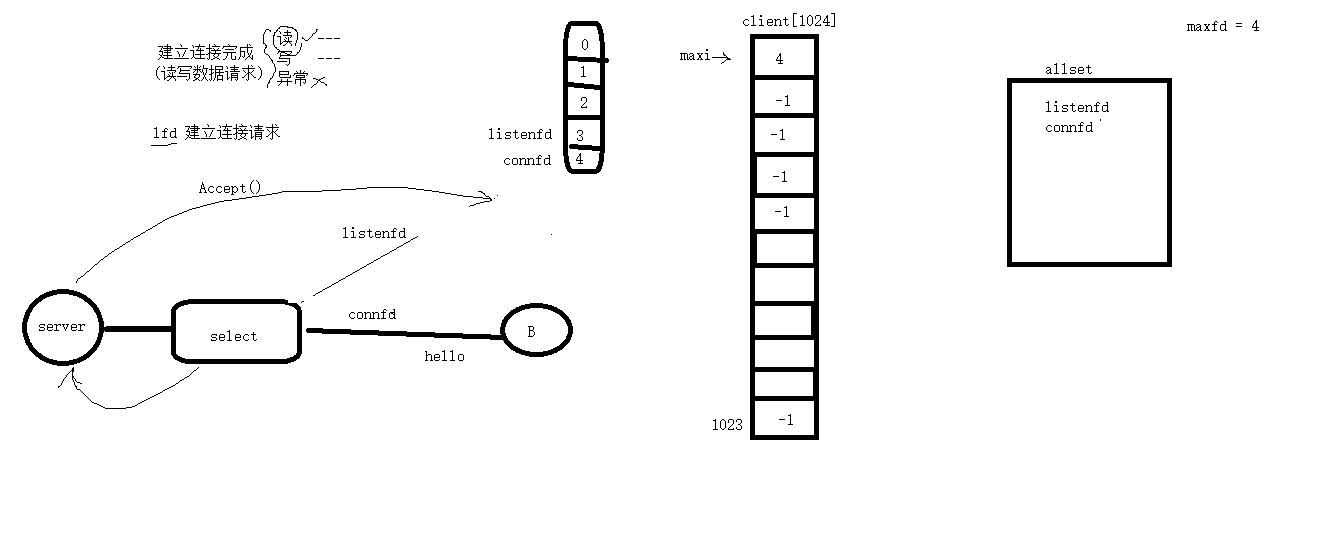 建立连接完成
(读写数据请求)
读 ---
写 ---
异常
lfd 建立连接请求
0
1
2
listenfd 3
connfd 4
Accept()
listenfd
server
select
connfd
hello
B
client[1024]
maxi
4
-1
-1
-1
-1
1023 -1
maxfd = 4
allset
listenfd
connfd